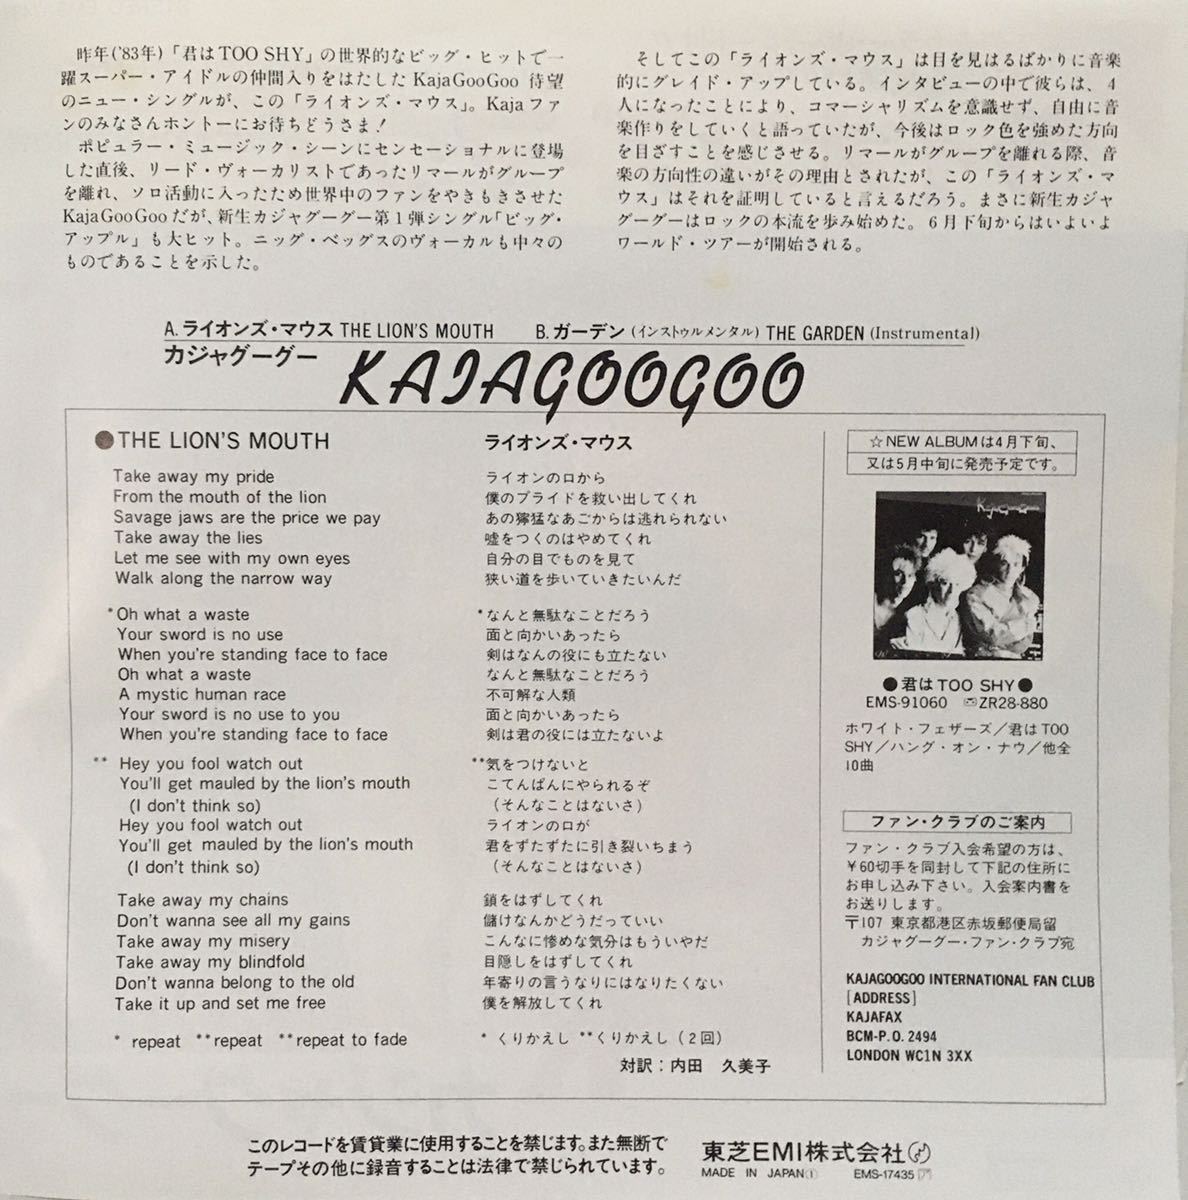 昨年('83年)「君はTOO SHY」の世界的なビッグ・ヒットで一
躍スーパー・アイドルの仲間入りをはたしたKajaGooGoo 待望
のニュー・シングルが、この「ライオンズ・マウス」。Kajaファ
ンのみなさんホントーにお待ちどうさま!
ポピュラー・ミュージック・シーンにセンセーショナルに登場
した直後、リード・ヴォーカリストであったリマールがグループ
を離れ、ソロ活動に入ったため世界中のファンをやきもきさせた
KajaGooGooだが、新生カジャグーグー第1弾シングル「ビッグ・
アップル」も大ヒット。ニッグ・ベッグスのヴォーカルも中々の
ものであることを示した。
そしてこの「ライオンズ・マウス」は目を見はるばかりに音楽
的にグレイド・アップしている。インタビューの中で彼らは、4
人になったことにより、コマーシャリズムを意識せず、自由に音
楽作りをしていくと語っていたが、今後はロック色を強めた方向
を目ざすことを感じさせる。リマールがグループを離れる際、音
楽の方向性の違いがその理由とされたが、この「ライオンズ・マ
ウス」はそれを証明していると言えるだろう。まさに新生カジャ
グーグーはロックの本流を歩み始めた。6月下旬からはいよいよ
ワールド・ツアーが開始される。
A. ライオンズ・マウス THE LION'S MOUTH B. ガーデン (インストゥルメンタル) THE GARDEN (Instrumental)
カジャグーグー KAJAGOOGOO
●THE LION'S MOUTH
Take away my pride
From the mouth of the lion
Savage jaws are the price we pay
Take away the lies
Let me see with my own eyes
Walk along the narrow way
*Oh what a waste
Your sword is no use
When you're standing face to face
Oh what a waste
A mystic human race
Your sword is no use to you
When you're standing face to face
** Hey you fool watch out
You'll get mauled by the lion's mouth
(I don't think so)
Hey you fool watch out
You'll get mauled by the lion's mouth
(I don't think so)
Take away my chains
Don't wanna see all my gains
Take away my misery
Take away my blindfold
Don't wanna belong to the old
Take it up and set me free
* repeat **repeat **repeat to fade
ライオンズ・マウス
ライオンの口から
僕のプライドを救い出してくれ
あの獰猛なあごからは逃れられない
嘘をつくのはやめてくれ
自分の目でものを見て
狭い道を歩いていきたいんだ
*なんと無駄なことだろう
面と向かいあったら
剣はなんの役にも立たない
なんと無駄なことだろう
不可解な人類
面と向かいあったら
剣は君の役には立たないよ
**気をつけないと
こてんぱんにやられるぞ
(そんなことはないさ)
ライオンの口が
君をずたずたに引き裂いちまう
(そんなことはないさ)
鎖をはずしてくれ
儲けなんかどうだっていい
こんなに惨めな気分はもういやだ
目隠しをはずしてくれ
年寄りの言うなりにはなりたくない
僕を解放してくれ
* くりかえし **くりかえし(2回)
対訳:内田 久美子
☆NEW ALBUMは4月下旬、
又は5月中旬に発売予定です。
●君はTOO SHY●
EMS-91060 ZR28-880
ホワイト・フェザーズ/君はTOO
SHY/ハング・オン・ナウ/他全
10曲
ファン・クラブのご案内
ファン・クラブ入会希望の方は、
¥60切手を同封して下記の住所に
お申し込み下さい。入会案内書を
お送りします。
〒107 東京都港区赤坂郵便局留
カジャグーグー・ファン・クラブ宛
KAJAGOOGOO INTERNATIONAL FAN CLUB
[ADDRESS]
KAJAFAX
BCM-P.O. 2494
LONDON WC1N 3XX
このレコードを賃貸業に使用することを禁じます。また無断で
テープその他に録音することは法律で禁じられています。
東芝EMI株式会社
MADE IN JAPAN① EMS-17435